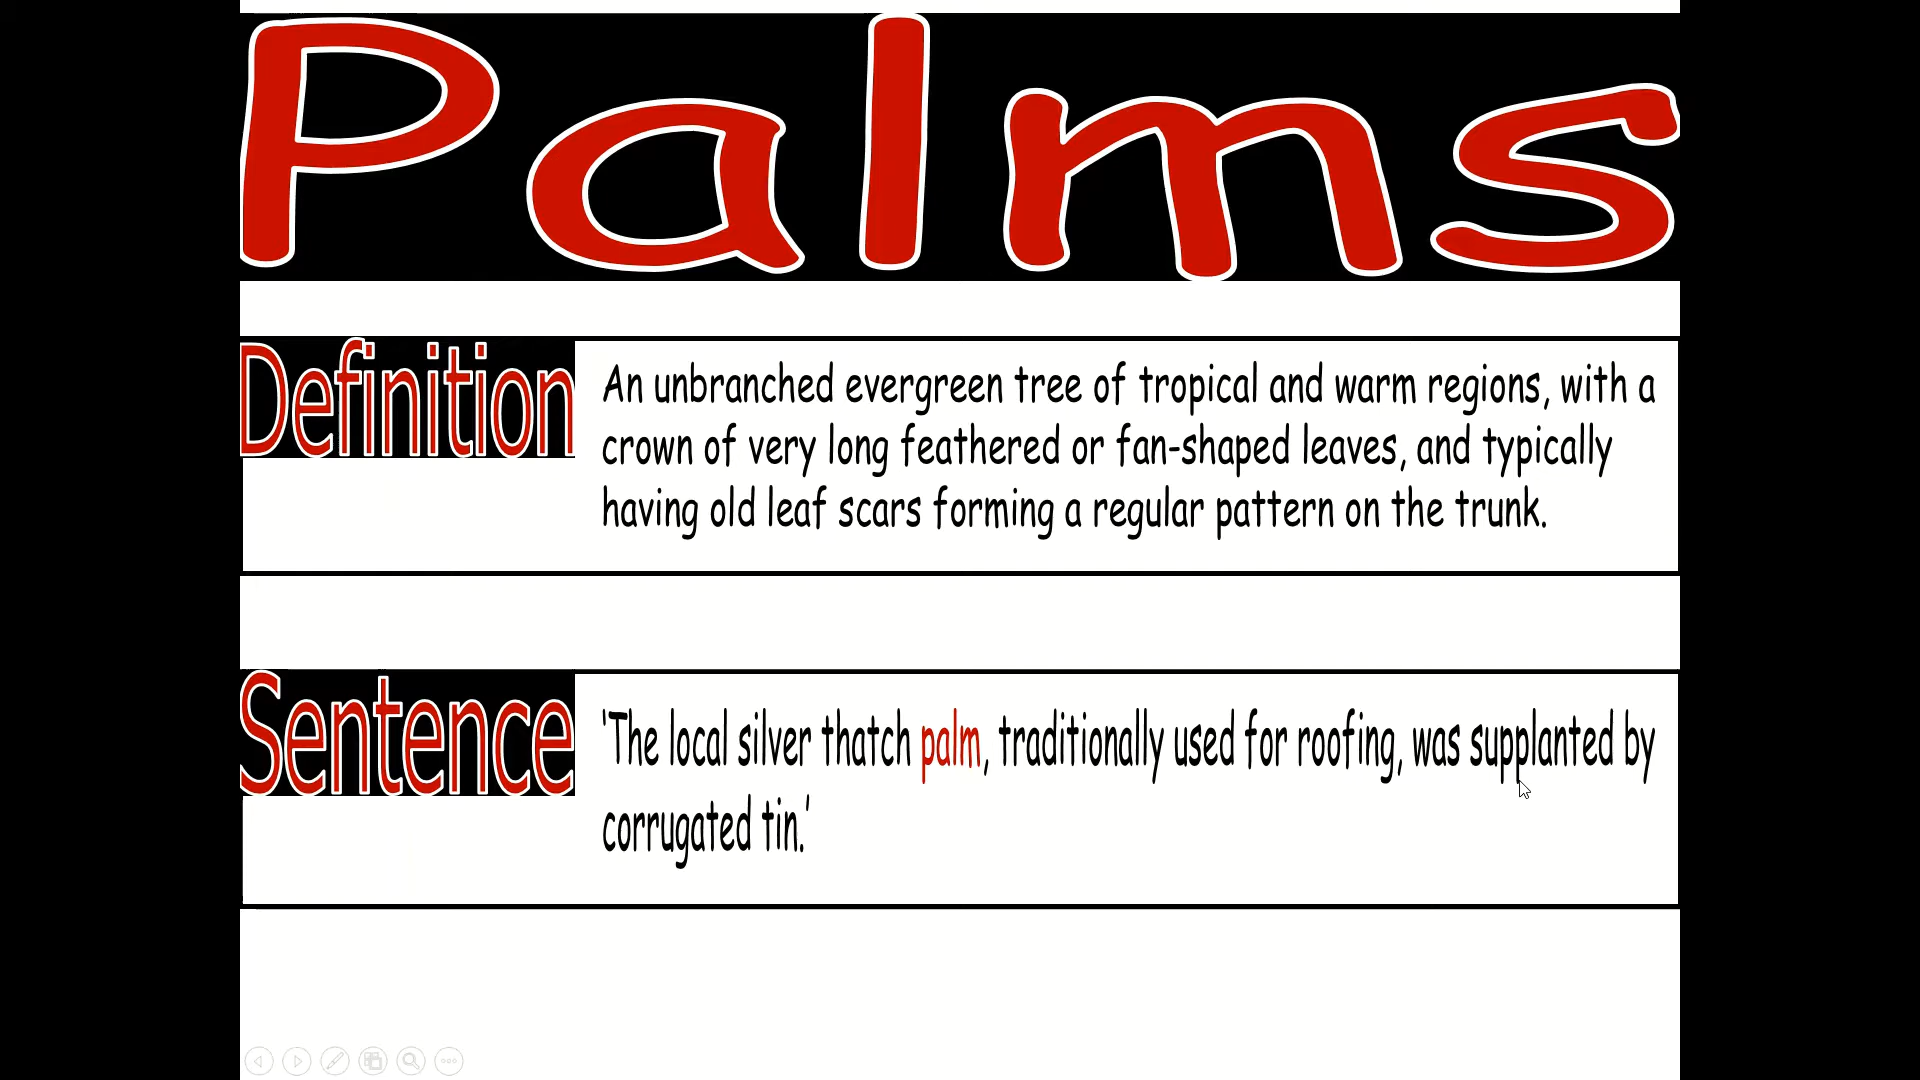 Palms
Definition
An unbranched evergreen tree of tropical and warm regions, with a
crown of very long feathered or fan-shaped leaves, and typically
having old leaf scars forming a regular pattern on the trunk.
Sentence
'The local silver thatch palm, traditionally used for roofing, was supplanted by
corrugated tin.'